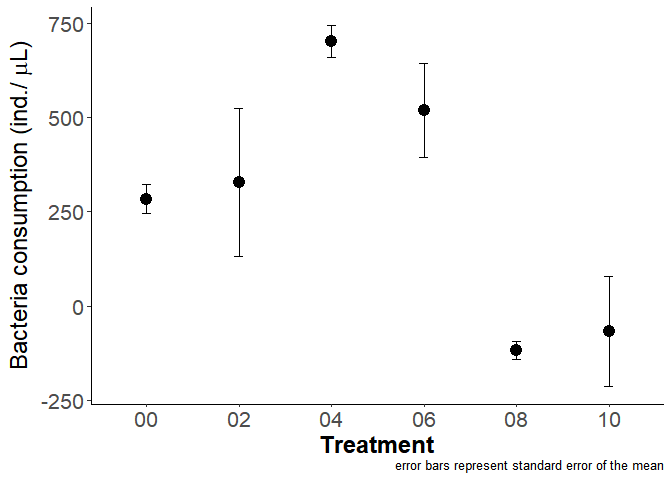 Bacteria consumption (ind./ μL)
750
500
250
0
-250
00 02 04 06 08 10
Treatment
error bars represent standard error of the mean